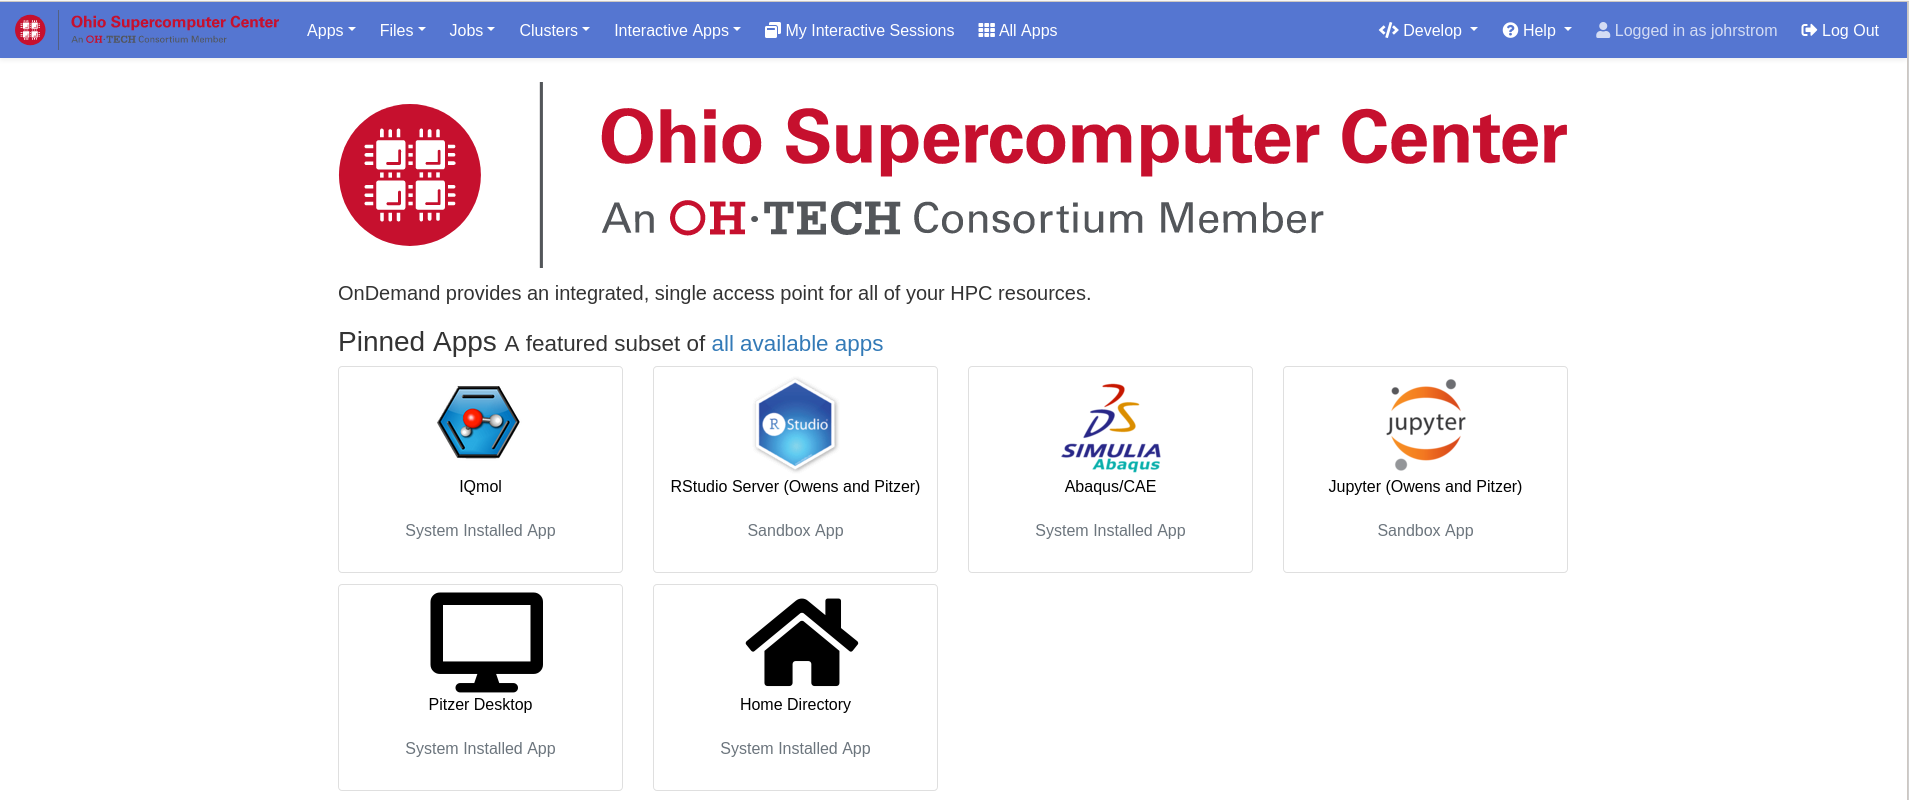 Ohio Supercomputer Center
An OH·TECH Consortium Member
Apps Files Jobs Clusters Interactive Apps My Interactive Sessions All Apps Develop Help Logged in as johrstrom Log Out
Ohio Supercomputer Center
An OH·TECH Consortium Member
OnDemand provides an integrated, single access point for all of your HPC resources.
Pinned Apps A featured subset of all available apps
R Studio
SIMULIA
Abaqus
jupyter
IQmol
RStudio Server (Owens and Pitzer)
Abaqus/CAE
Jupyter (Owens and Pitzer)
System Installed App
Sandbox App
System Installed App
Sandbox App
Pitzer Desktop
Home Directory
System Installed App
System Installed App